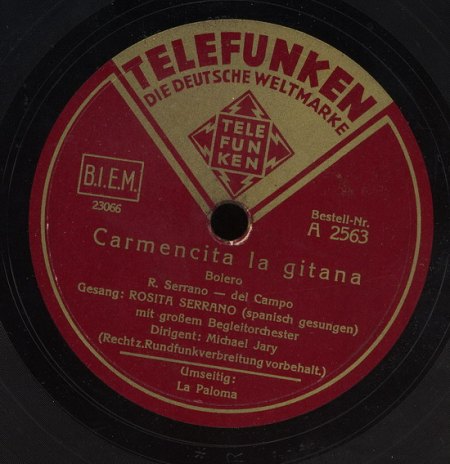 TELEFUNKEN
DIE DEUTSCHE WELTMARKE
TELE
FUN
KEN
B.I.E.M.
23066
Bestell-Nr.
A 2563
Carmencita la gitana
Bolero
R. Serrano — del Campo
Gesang: ROSITA SERRANO (spanisch gesungen)
mit großem Begleitorchester
Dirigent: Michael Jary
(Recht z. Rundfunkverbreitung vorbehalt.)
Umseitig:
La Paloma